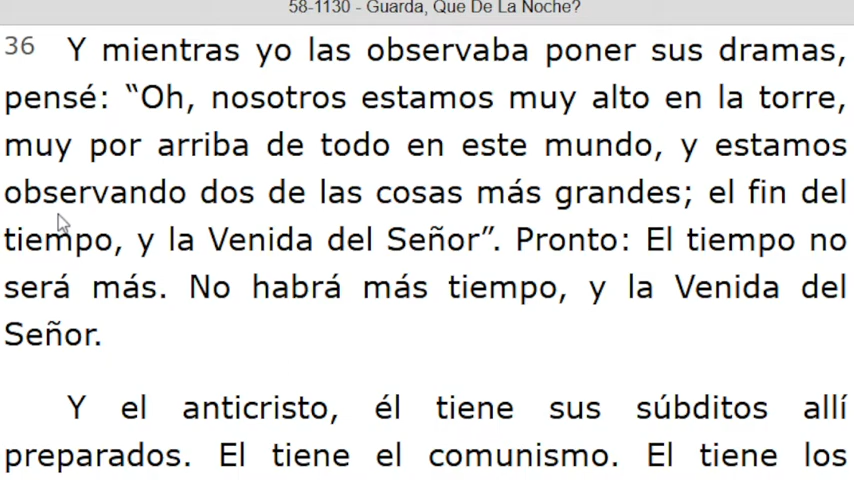 58-1130 - Guarda, Que De La Noche?
36 Y mientras yo las observaba poner sus dramas,
pensé: “Oh, nosotros estamos muy alto en la torre,
muy por arriba de todo en este mundo, y estamos
observando dos de las cosas más grandes; el fin del
tiempo, y la Venida del Señor”. Pronto: El tiempo no
será más. No habrá más tiempo, y la Venida del
Señor.
Y el anticristo, él tiene sus súbditos allí
preparados. El tiene el comunismo. El tiene los